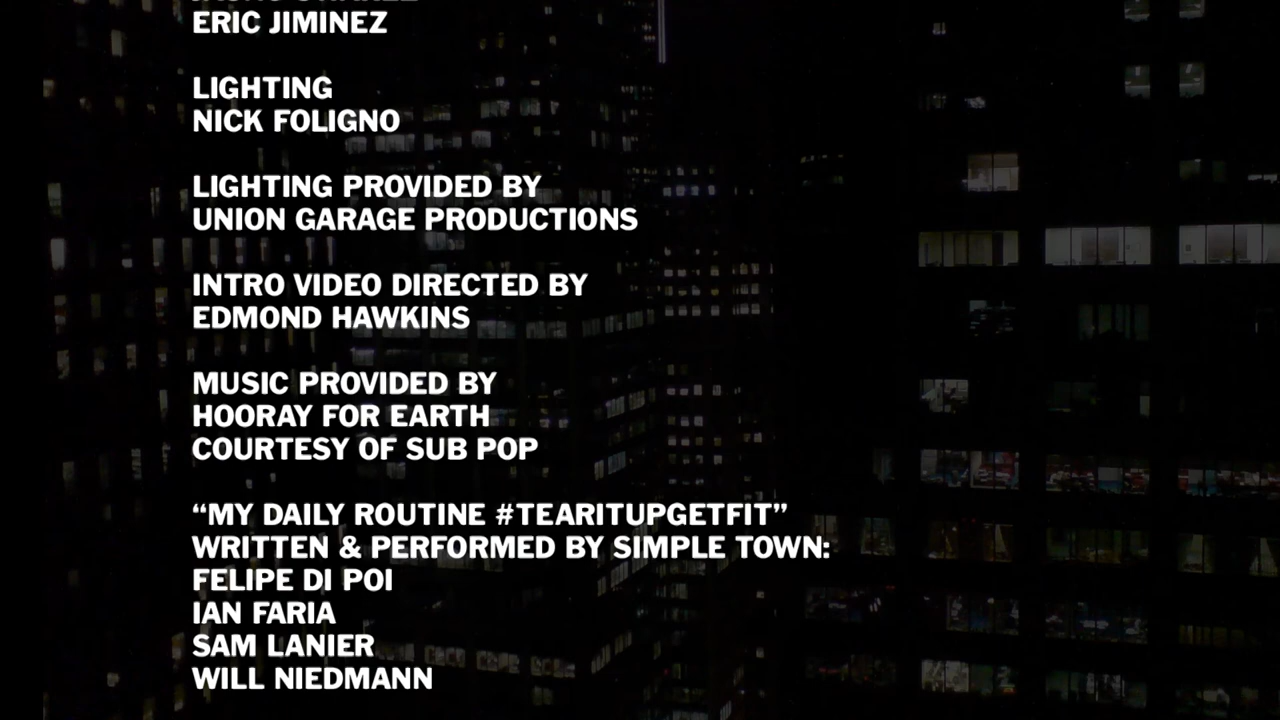 ERIC JIMINEZ
LIGHTING
NICK FOLIGNO
LIGHTING PROVIDED BY
UNION GARAGE PRODUCTIONS
INTRO VIDEO DIRECTED BY
EDMOND HAWKINS
MUSIC PROVIDED BY
HOORAY FOR EARTH
COURTESY OF SUB POP
“MY DAILY ROUTINE #TEARITUPGETFIT”
WRITTEN & PERFORMED BY SIMPLE TOWN:
FELIPE DI POI
IAN FARIA
SAM LANIER
WILL NIEDMANN